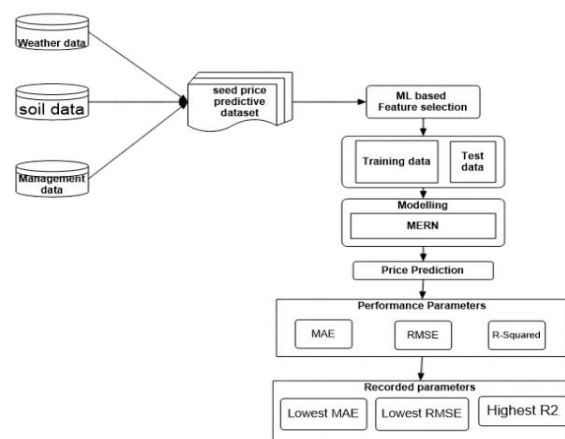 Weather data
soil data
Management
data
seed price
predictive
dataset
ML based
Feature selection
Training data
Test
data
Modelling
MERN
Price Prediction
Performance Parameters
MAE
RMSE
R-Squared
Recorded parameters
Lowest MAE
Lowest RMSE
Highest R2